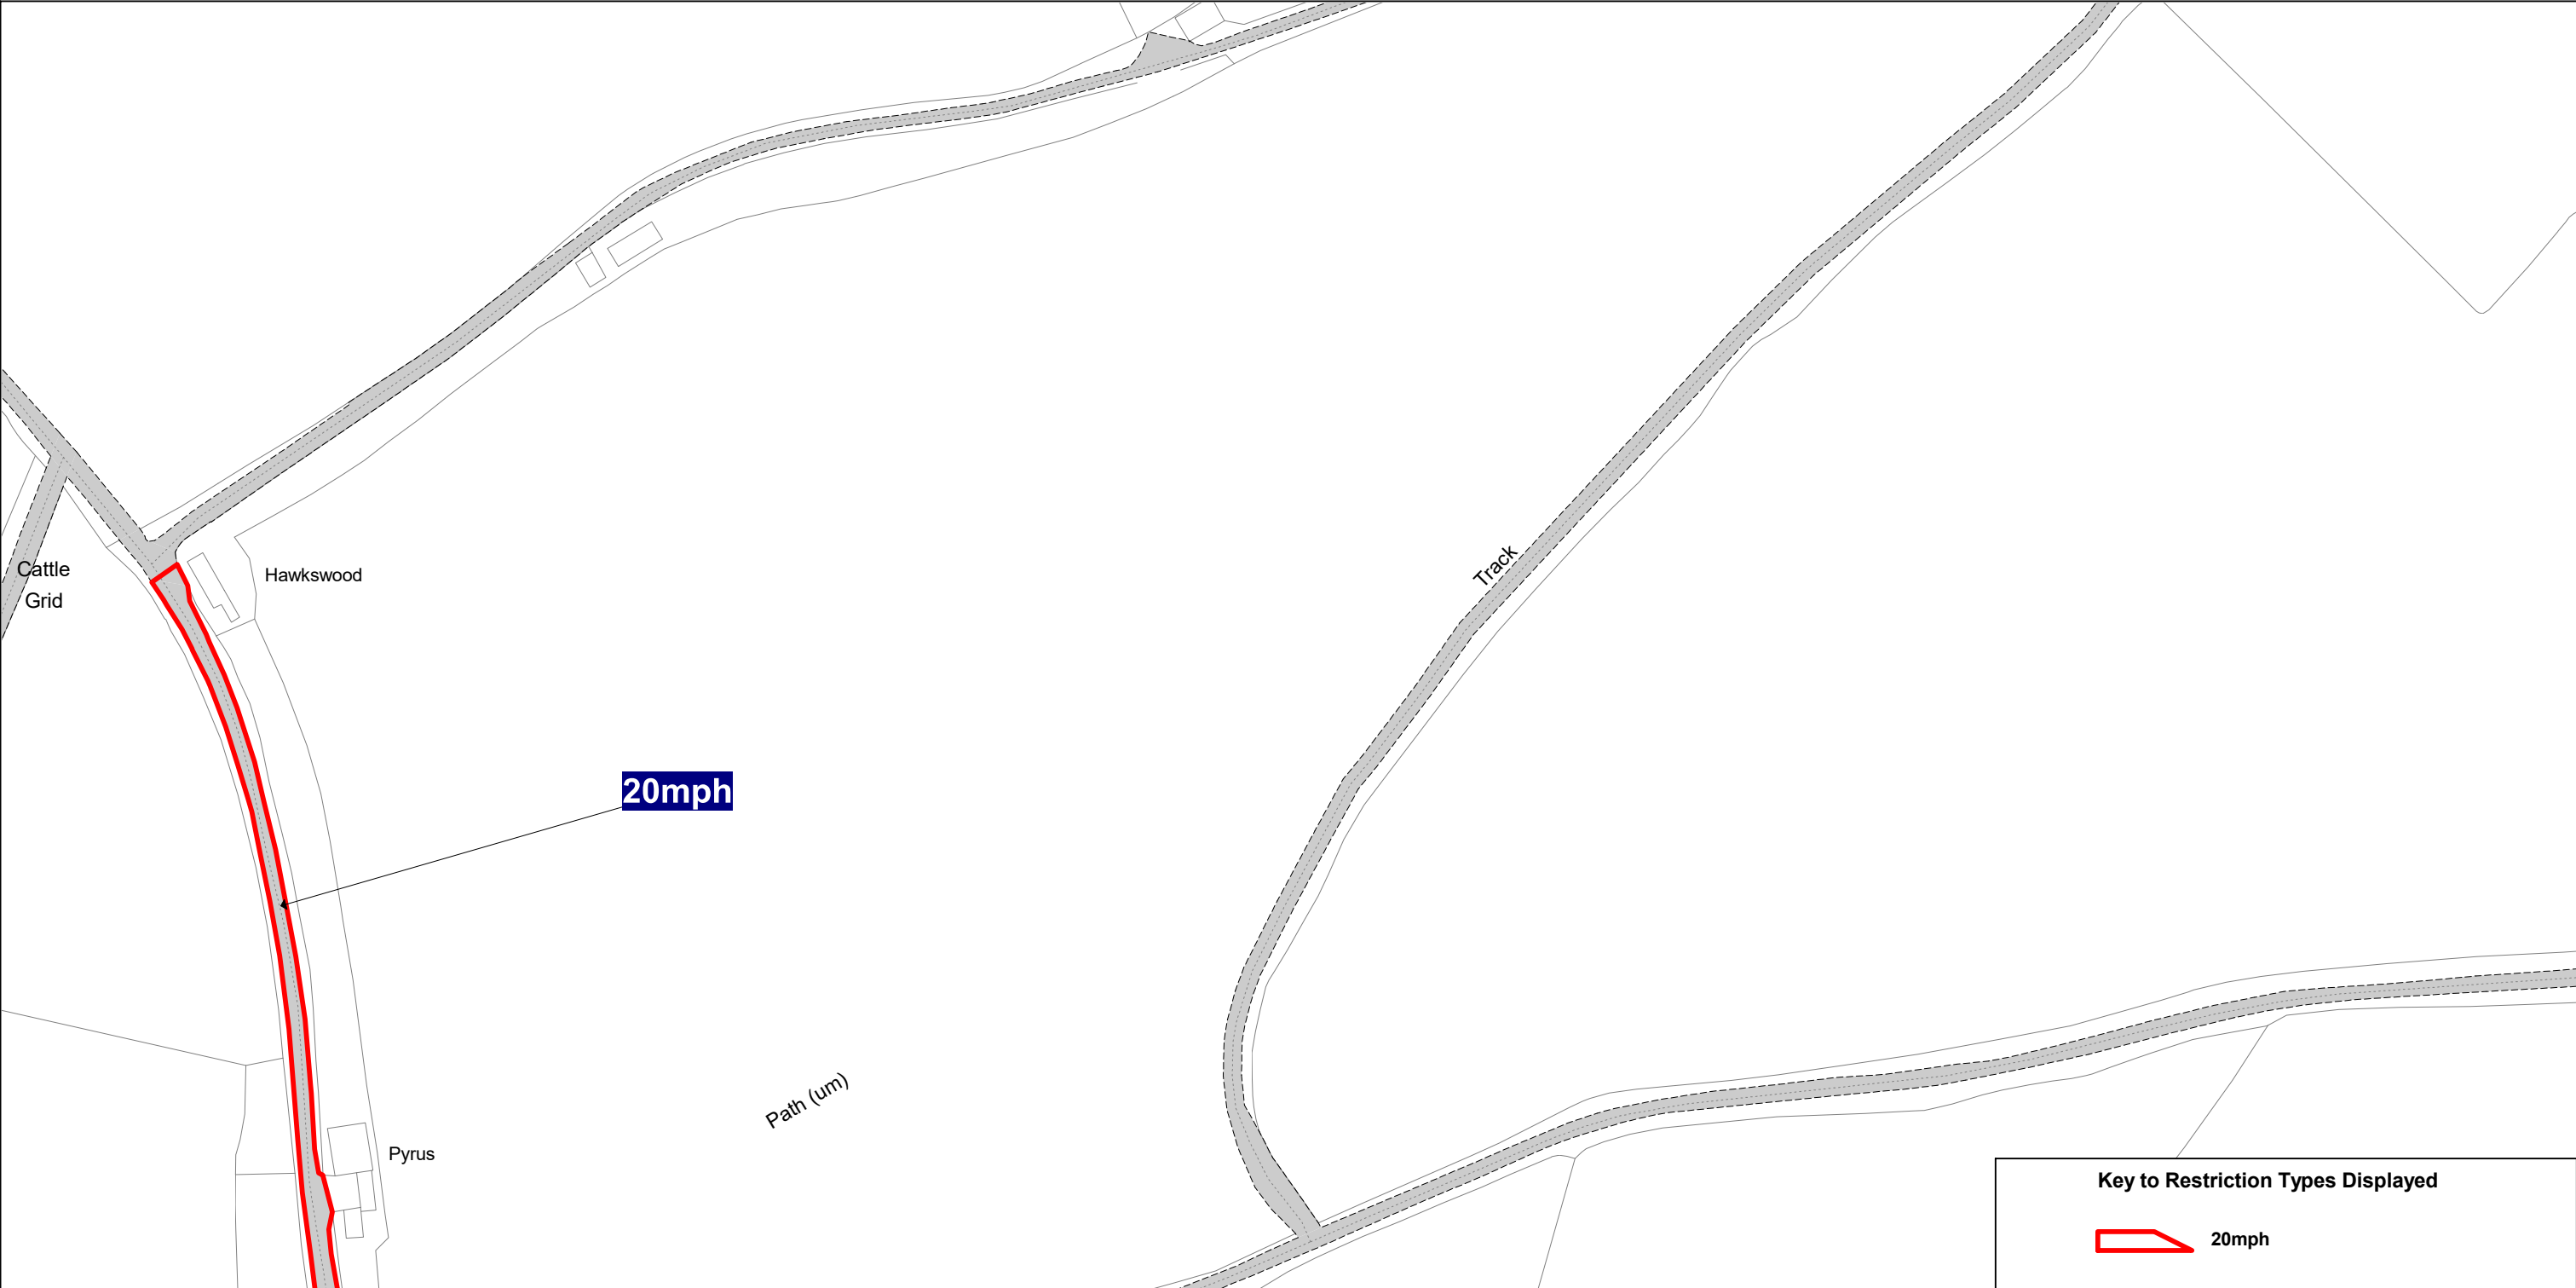 Cattle
Grid
Hawkswood
Track
20mph
Path (um)
Pyrus
Key to Restriction Types Displayed
20mph